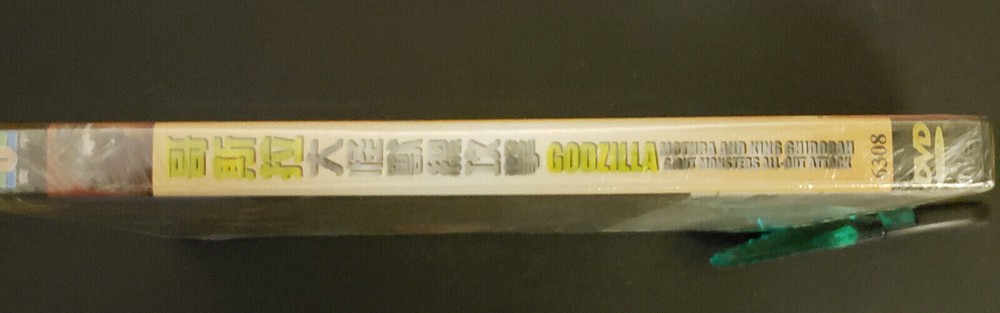 哥斯拉大怪獸總攻擊
GODZILLA
MOTHRA AND KING GHIDORAH
GIANT MONSTERS ALL-OUT ATTACK
6308
DVD